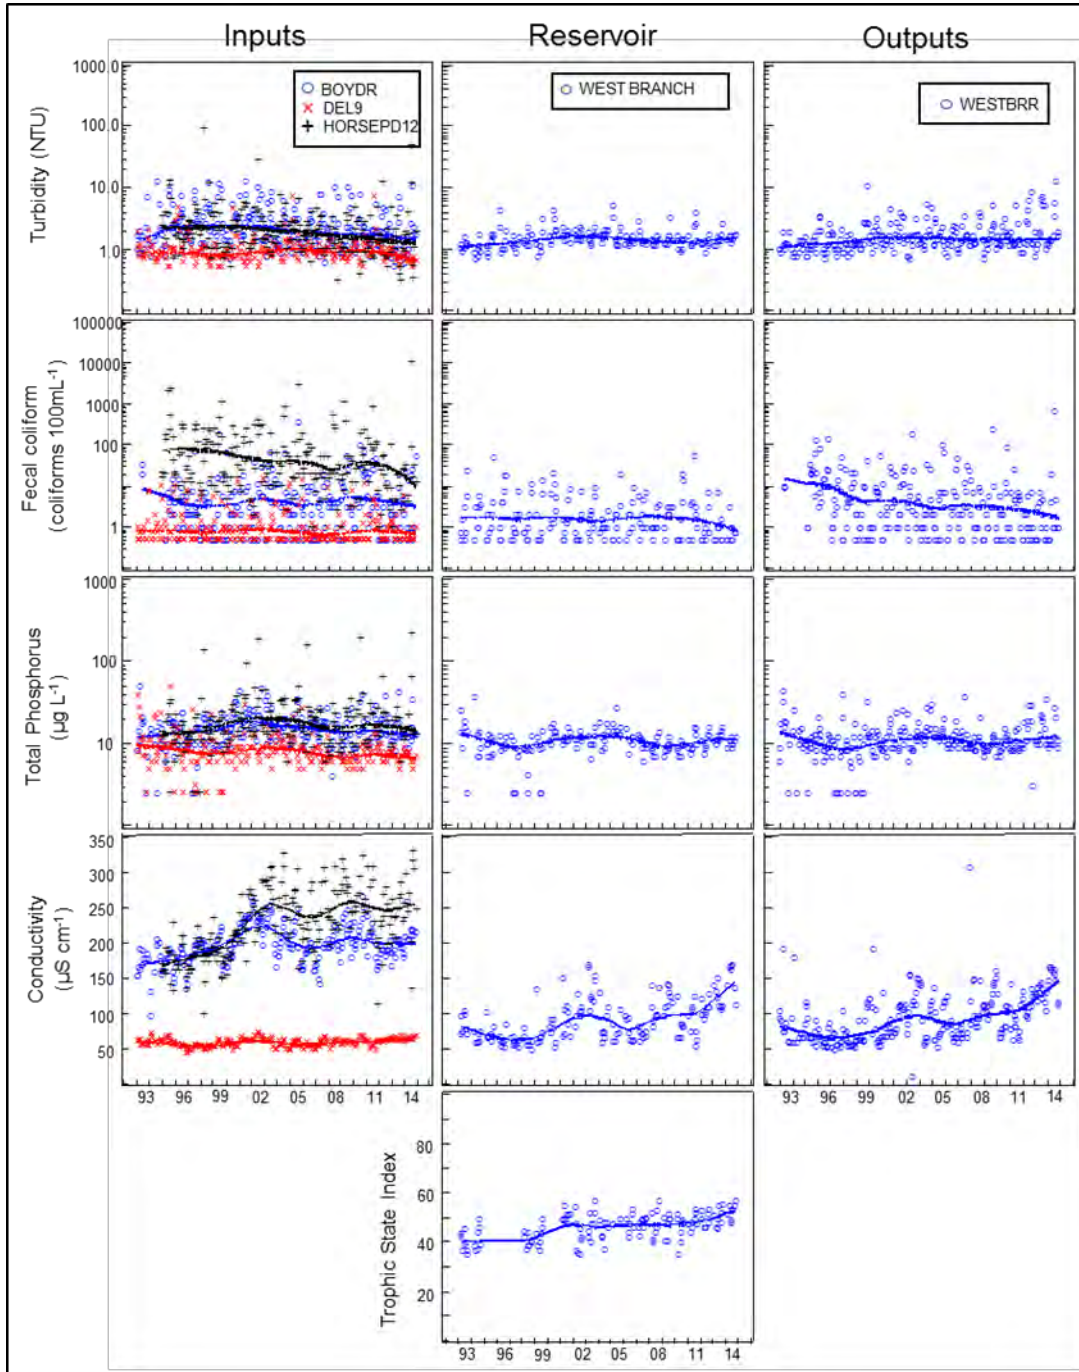 Inputs Reservoir Outputs
Turbidity (NTU)
1000.0
100.0
10.0
1.0
BOYDR
DEL9
HORSEPD12
WEST BRANCH
WESTBRR
Fecal coliform
(coliforms 100mL⁻¹)
100000
10000
1000
100
1
Total Phosphorus
(µg L⁻¹)
1000
100
10
Conductivity
(µS cm⁻¹)
350
300
250
200
150
100
50
93 96 99 02 05 08 11 14
93 96 99 02 05 08 11 14
Trophic State Index
80
60
50
40
20
93 96 99 02 05 08 11 14